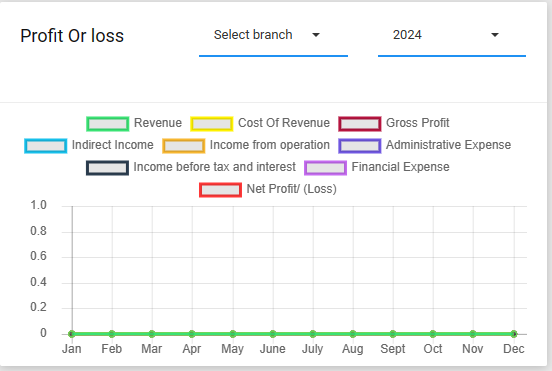 Profit Or loss Select branch 2024
Revenue Cost Of Revenue Gross Profit
Indirect Income Income from operation Administrative Expense
Income before tax and interest Financial Expense
Net Profit/ (Loss)
1.0
0.8
0.6
0.4
0.2
0
Jan Feb Mar Apr May June July Aug Sept Oct Nov Dec